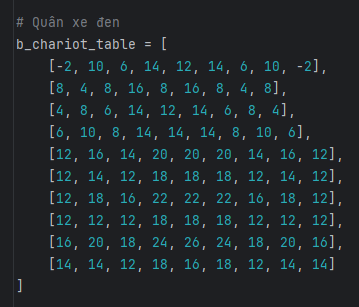 # Quân xe đen
b_chariot_table = [
[-2, 10, 6, 14, 12, 14, 6, 10, -2],
[8, 4, 8, 16, 8, 16, 8, 4, 8],
[4, 8, 6, 14, 12, 14, 6, 8, 4],
[6, 10, 8, 14, 14, 14, 8, 10, 6],
[12, 16, 14, 20, 20, 20, 14, 16, 12],
[12, 14, 12, 18, 18, 18, 12, 14, 12],
[12, 18, 16, 22, 22, 22, 16, 18, 12],
[12, 12, 12, 18, 18, 18, 12, 12, 12],
[16, 20, 18, 24, 26, 24, 18, 20, 16],
[14, 14, 12, 18, 16, 18, 12, 14, 14]
]